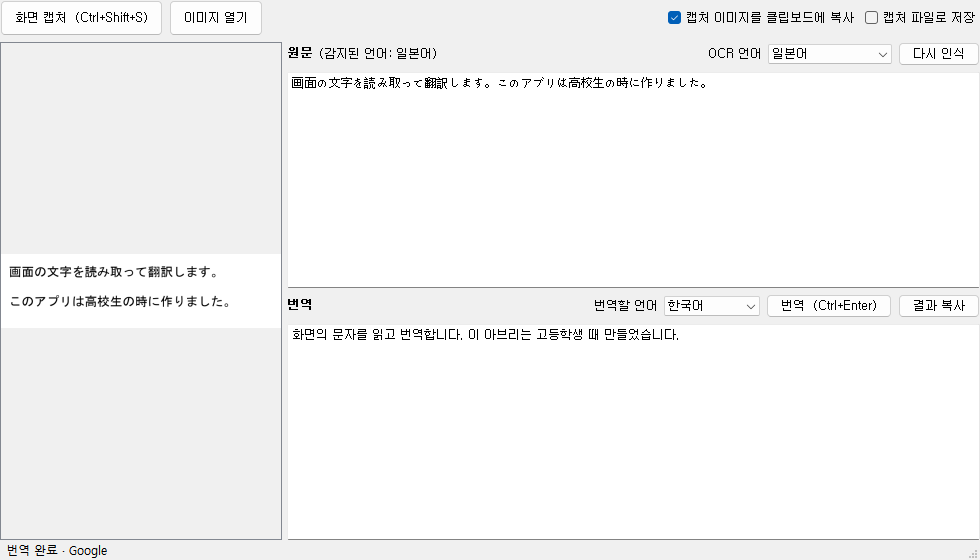 화면 캡처 (Ctrl+Shift+S)
이미지 열기
캡처 이미지를 클립보드에 복사
캡처 파일로 저장
원문 (감지된 언어: 일본어)
OCR 언어
일본어
다시 인식
画面の文字を読み取って翻訳します。このアプリは高校生の時に作りました。
画面の文字を読み取って翻訳します。
このアプリは高校生の時に作りました。
번역
번역할 언어
한국어
번역 (Ctrl+Enter)
결과 복사
화면의 문자를 읽고 번역합니다. 이 아브리는 고등학생 때 만들었습니다.
번역 완료 · Google